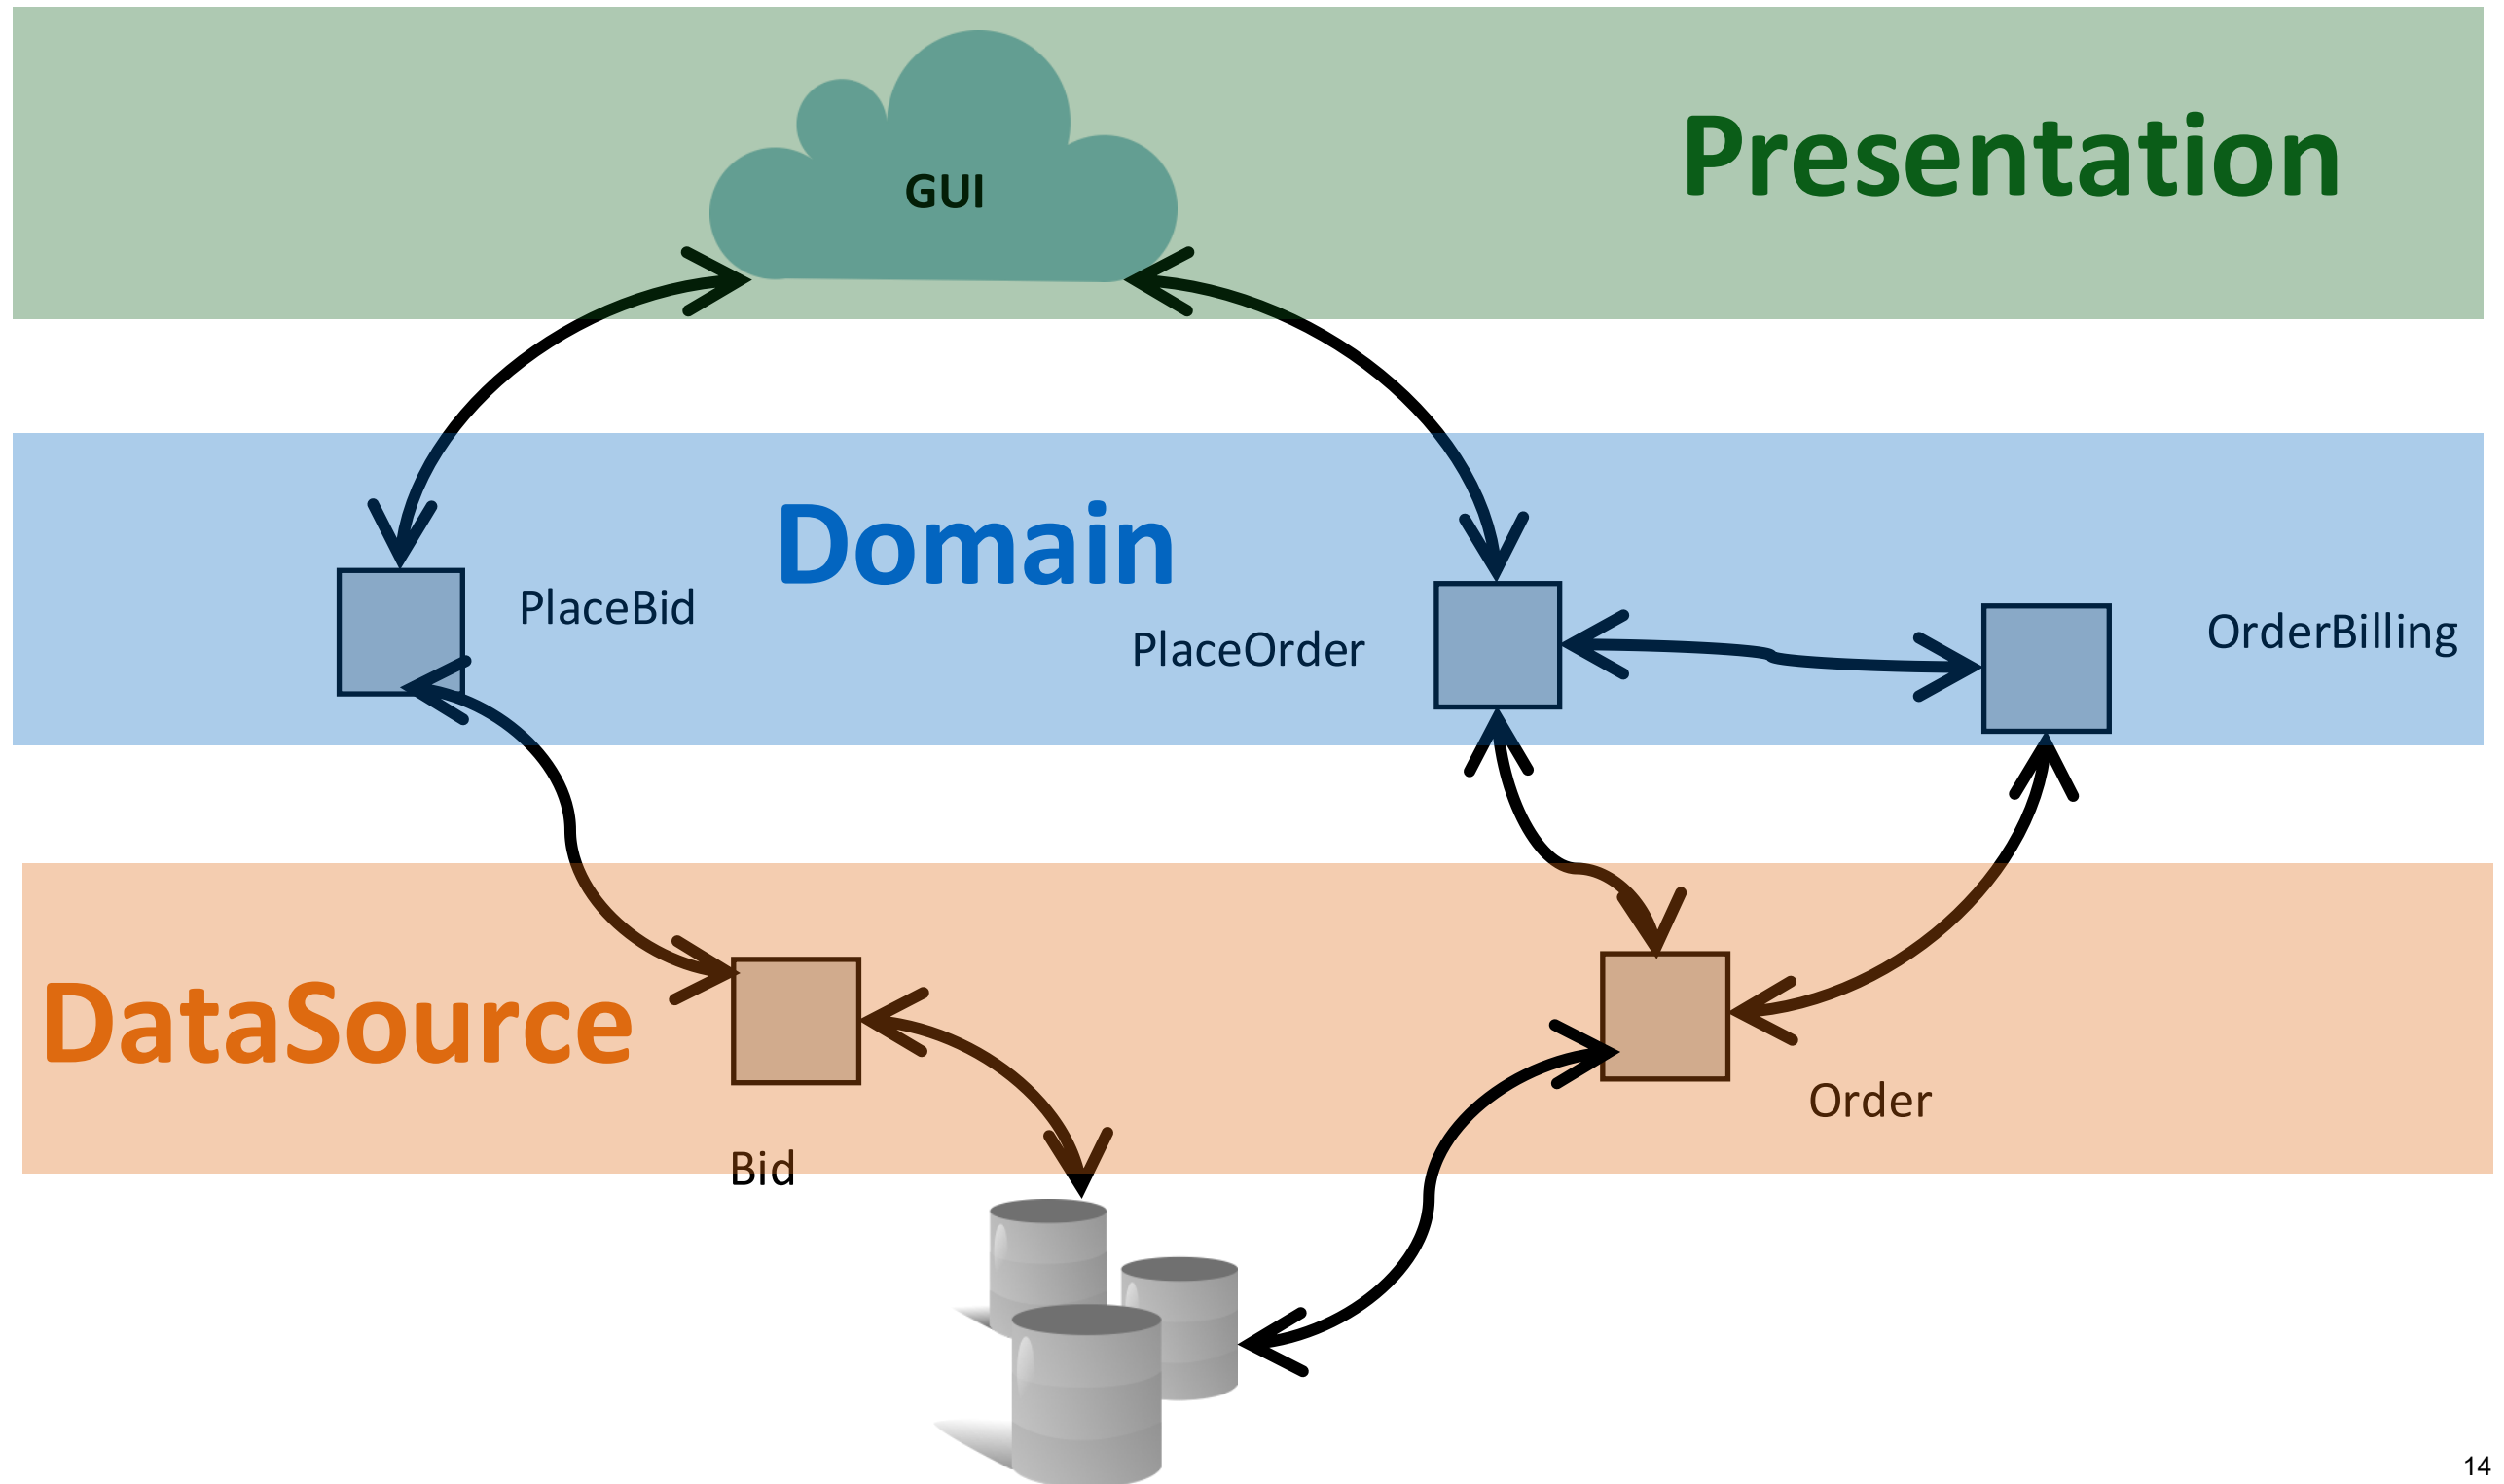 Presentation
GUI
Domain
PlaceBid
PlaceOrder
OrderBilling
DataSource
Order
Bid
14